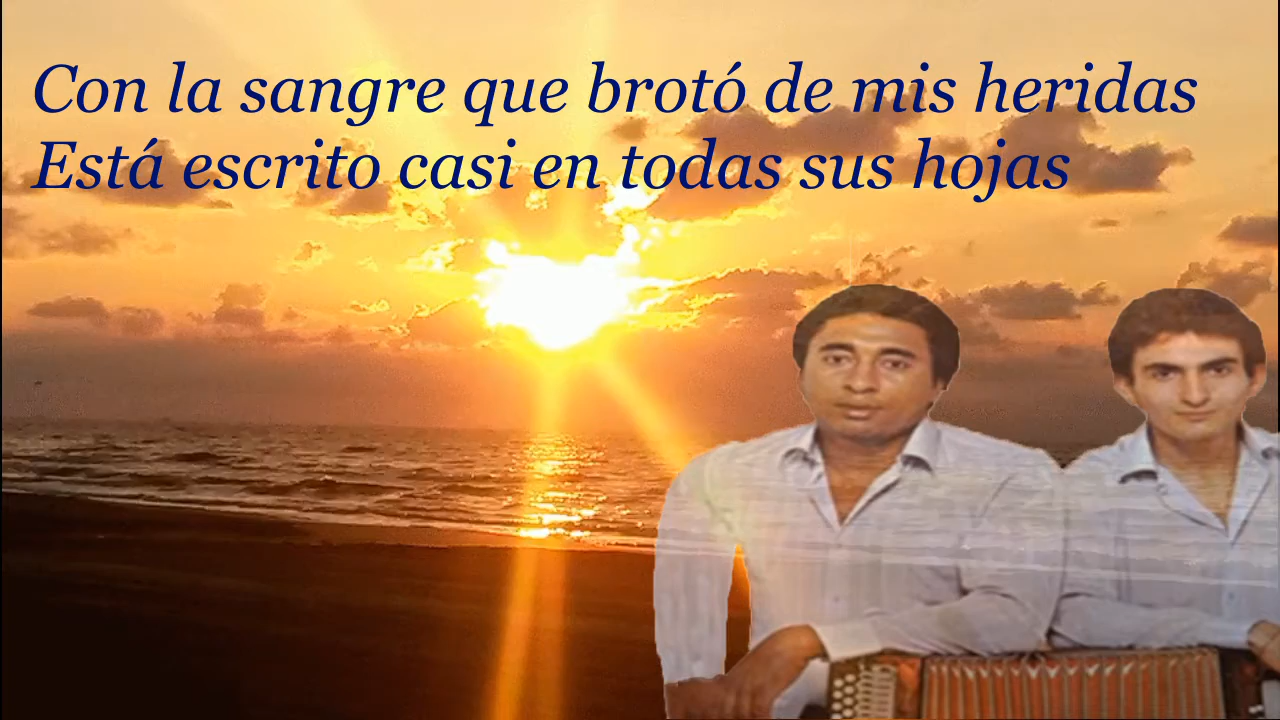 Con la sangre que brotó de mis heridas
Está escrito casi en todas sus hojas